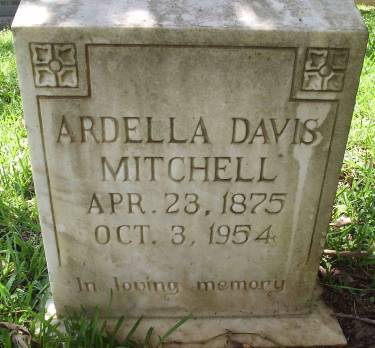 ARDELLA DAVIS
MITCHELL
APR. 23, 1875
OCT. 3, 1954
In loving memory